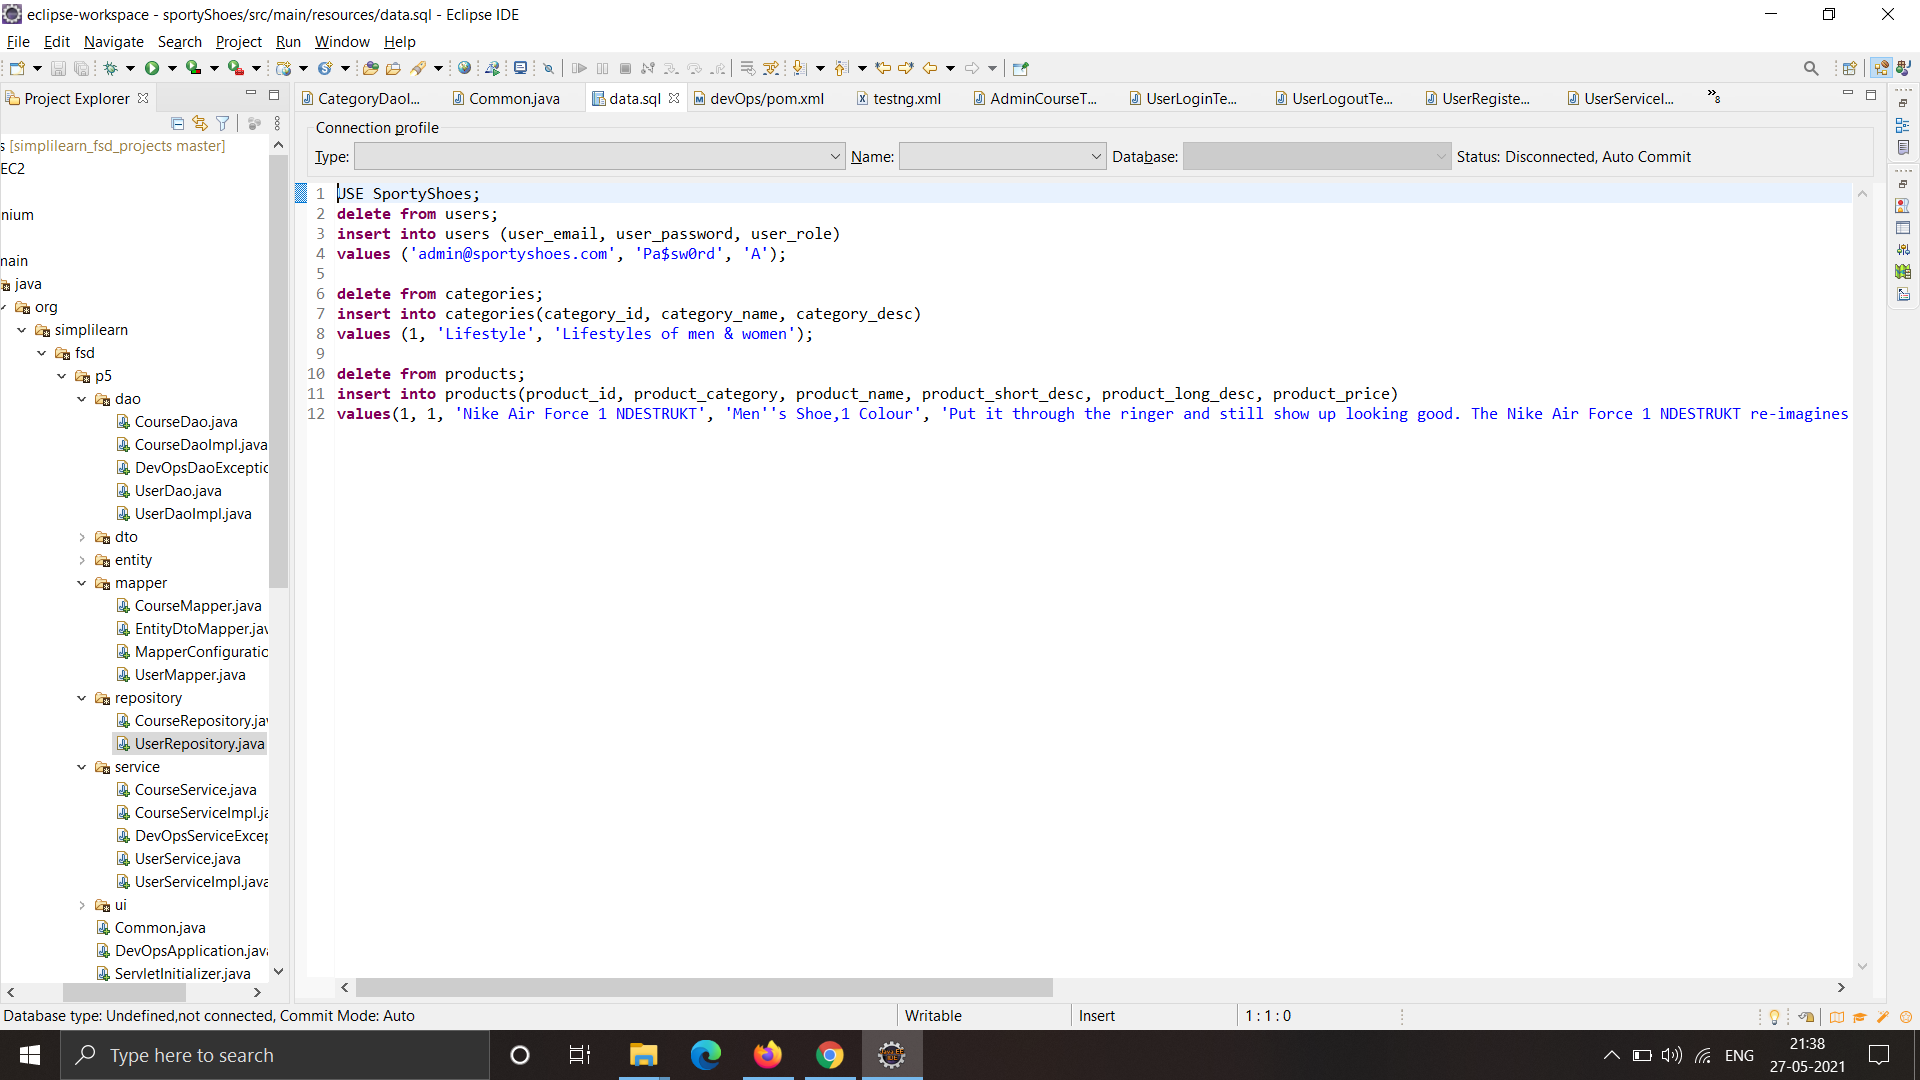 eclipse-workspace - sportyShoes/src/main/resources/data.sql - Eclipse IDE
File Edit Navigate Search Project Run Window Help
Project Explorer
CategoryDaoI...
Common.java
data.sql
devOps/pom.xml
testng.xml
AdminCourseT...
UserLoginTe...
UserLogoutTe...
UserRegiste...
UserServiceI...
»8
s [simplilearn_fsd_projects master]
EC2
nium
main
java
org
simplilearn
fsd
p5
dao
CourseDao.java
CourseDaoImpl.java
DevOpsDaoExceptio
UserDao.java
UserDaoImpl.java
dto
entity
mapper
CourseMapper.java
EntityDtoMapper.jav
MapperConfiguratio
UserMapper.java
repository
CourseRepository.jav
UserRepository.java
service
CourseService.java
CourseServiceImpl.ja
DevOpsServiceExcep
UserService.java
UserServiceImpl.java
ui
Common.java
DevOpsApplication.java
ServletInitializer.java
Connection profile
Type: Name: Database: Status: Disconnected, Auto Commit
1 USE SportyShoes;
2 delete from users;
3 insert into users (user_email, user_password, user_role)
4 values ('admin@sportyshoes.com', 'Pa$sw0rd', 'A');
5
6 delete from categories;
7 insert into categories(category_id, category_name, category_desc)
8 values (1, 'Lifestyle', 'Lifestyles of men & women');
9
10 delete from products;
11 insert into products(product_id, product_category, product_name, product_short_desc, product_long_desc, product_price)
12 values(1, 1, 'Nike Air Force 1 NDESTRUKT', 'Men''s Shoe,1 Colour', 'Put it through the ringer and still show up looking good. The Nike Air Force 1 NDESTRUKT re-imagines
Database type: Undefined,not connected, Commit Mode: Auto
Writable
Insert
1 : 1 : 0
Type here to search
ENG
21:38
27-05-2021